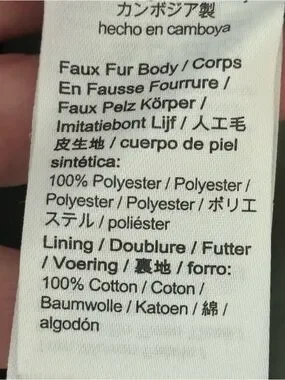 カンボジア製
hecho en camboya
Faux Fur Body / Corps
En Fausse Fourrure /
Faux Pelz Körper /
Imitatiebont Lijf / 人工毛
皮生地 / cuerpo de piel
sintética:
100% Polyester / Polyester /
Polyester / Polyester / ポリエ
ステル / poliéster
Lining / Doublure / Futter
/ Voering / 裏地 / forro:
100% Cotton / Coton /
Baumwolle / Katoen / 綿 /
algodón